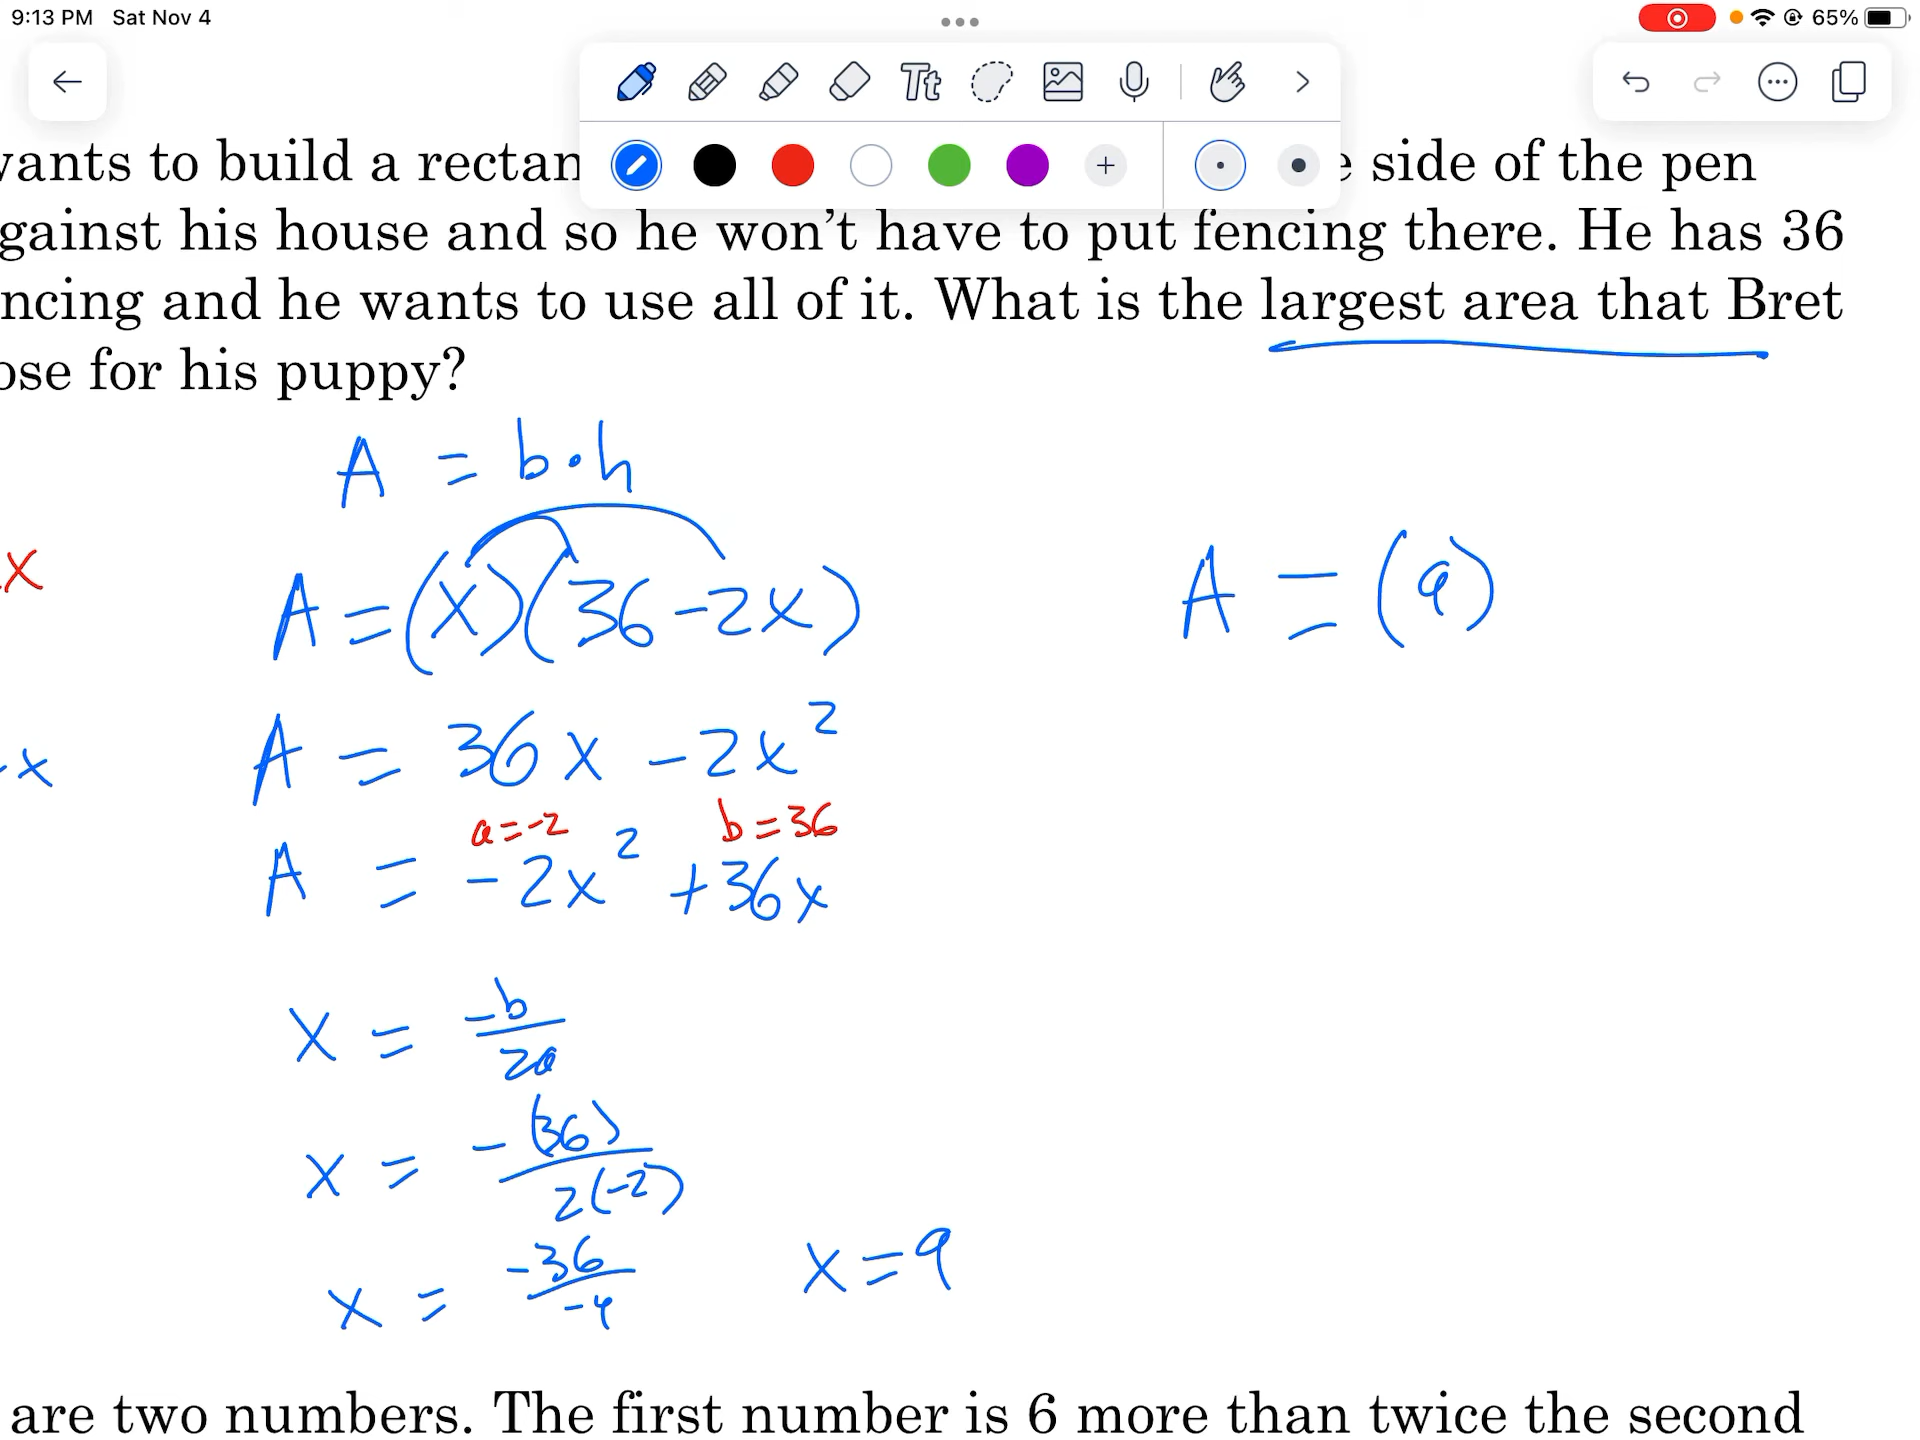 9:13 PM Sat Nov 4
65%
Tt
wants to build a rectan e side of the pen
gainst his house and so he won't have to put fencing there. He has 36
ncing and he wants to use all of it. What is the largest area that Bret
ose for his puppy?
A = b·h
x
A = (x)(36-2x)
A = (9)
A = 36x - 2x²
x
a=-2 b=36
A = -2x² + 36x
x = -b/2a
x = -(36)/2(-2)
x = -36/-4
x = 9
are two numbers. The first number is 6 more than twice the second